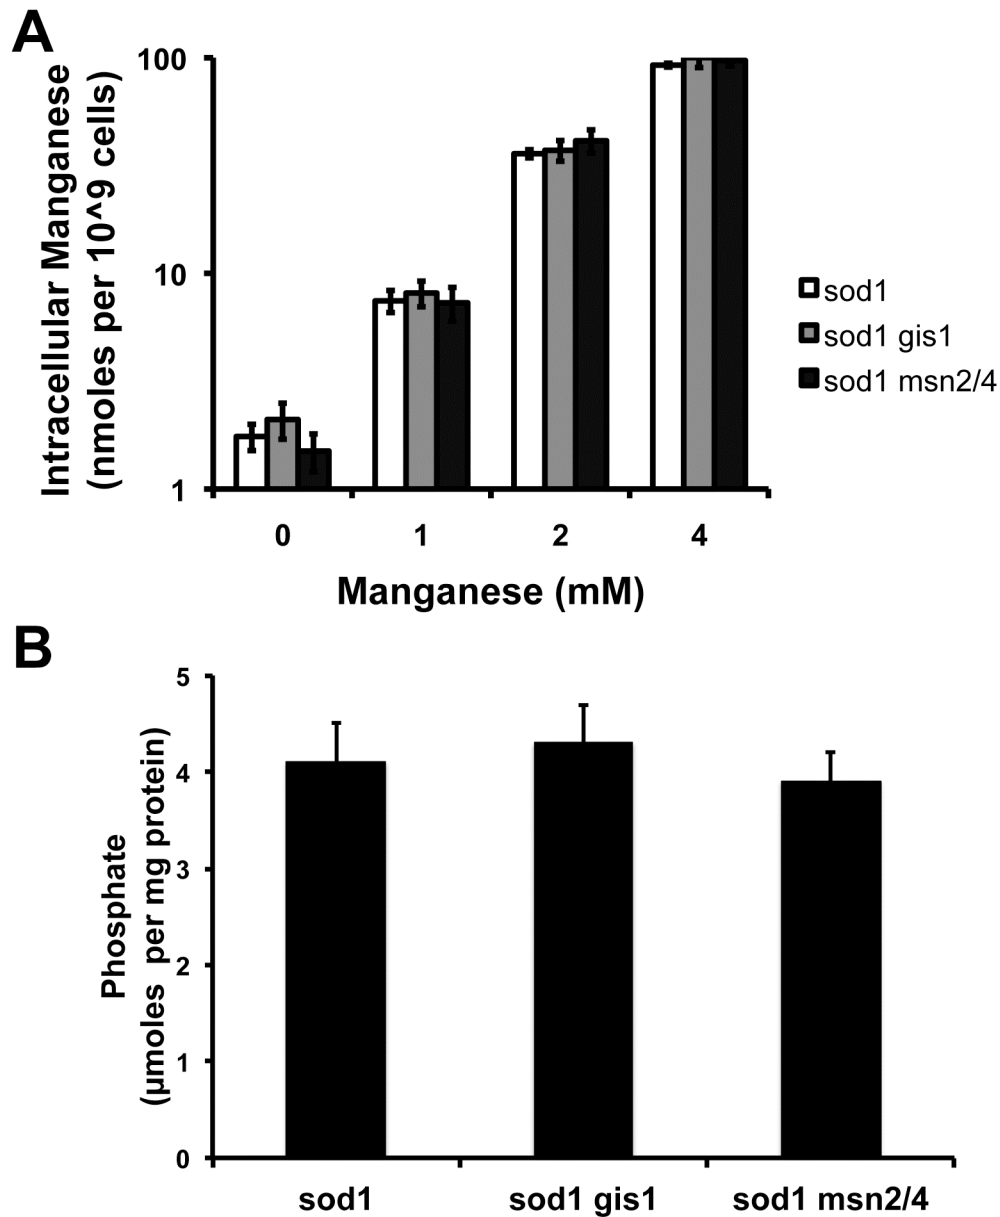 A
Intracellular Manganese
(nmoles per 10^9 cells)
100
10
1
0 1 2 4
Manganese (mM)
sod1
sod1 gis1
sod1 msn2/4
B
Phosphate
(µmoles per mg protein)
5
4
3
2
1
0
sod1 sod1 gis1 sod1 msn2/4